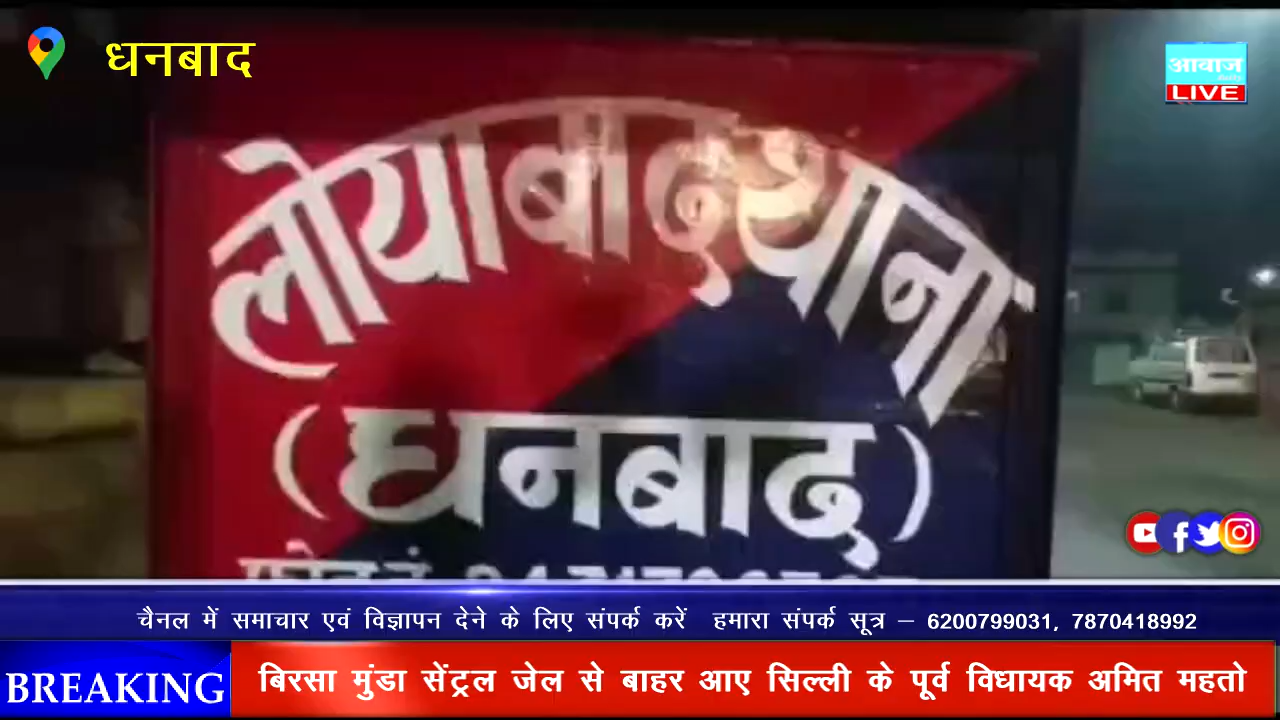 धनबाद
आवाज
LIVE
लोयाबाद थाना
(धनबाद)
चैनल में समाचार एवं विज्ञापन देने के लिए संपर्क करें हमारा संपर्क सूत्र – 6200799031, 7870418992
BREAKING
बिरसा मुंडा सेंट्रल जेल से बाहर आए सिल्ली के पूर्व विधायक अमित महतो